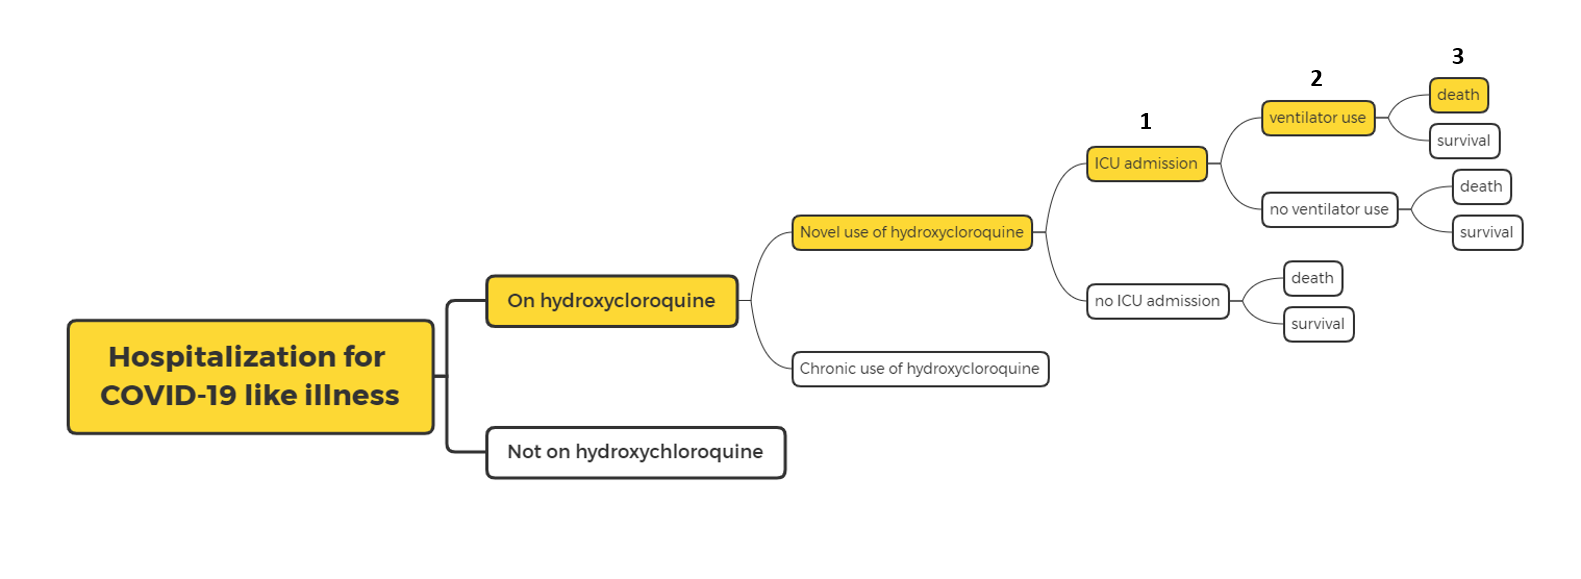 3
2
death
1
ventilator use
survival
ICU admission
death
no ventilator use
Novel use of hydroxycloroquine
survival
death
On hydroxycloroquine
no ICU admission
survival
Hospitalization for
COVID-19 like illness
Chronic use of hydroxycloroquine
Not on hydroxychloroquine